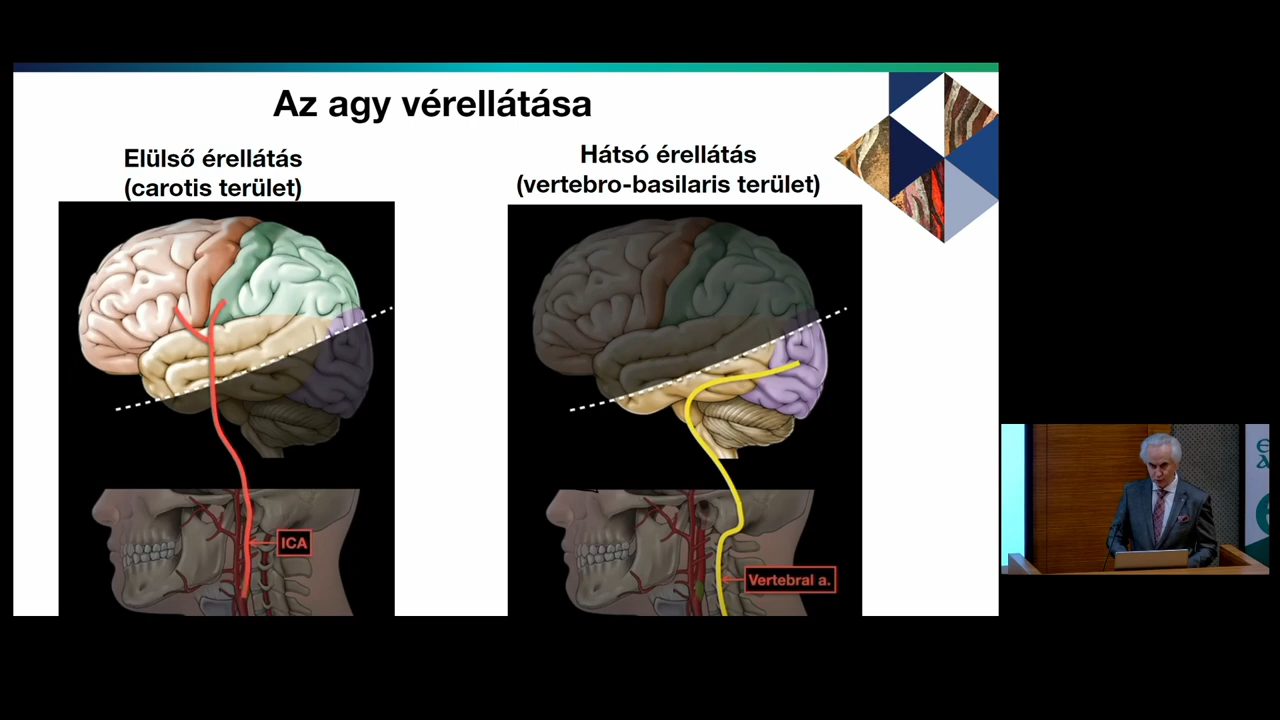 Az agy vérellátása
Elülső érellátás
(carotis terület)
Hátsó érellátás
(vertebro-basilaris terület)
ICA
Vertebral a.